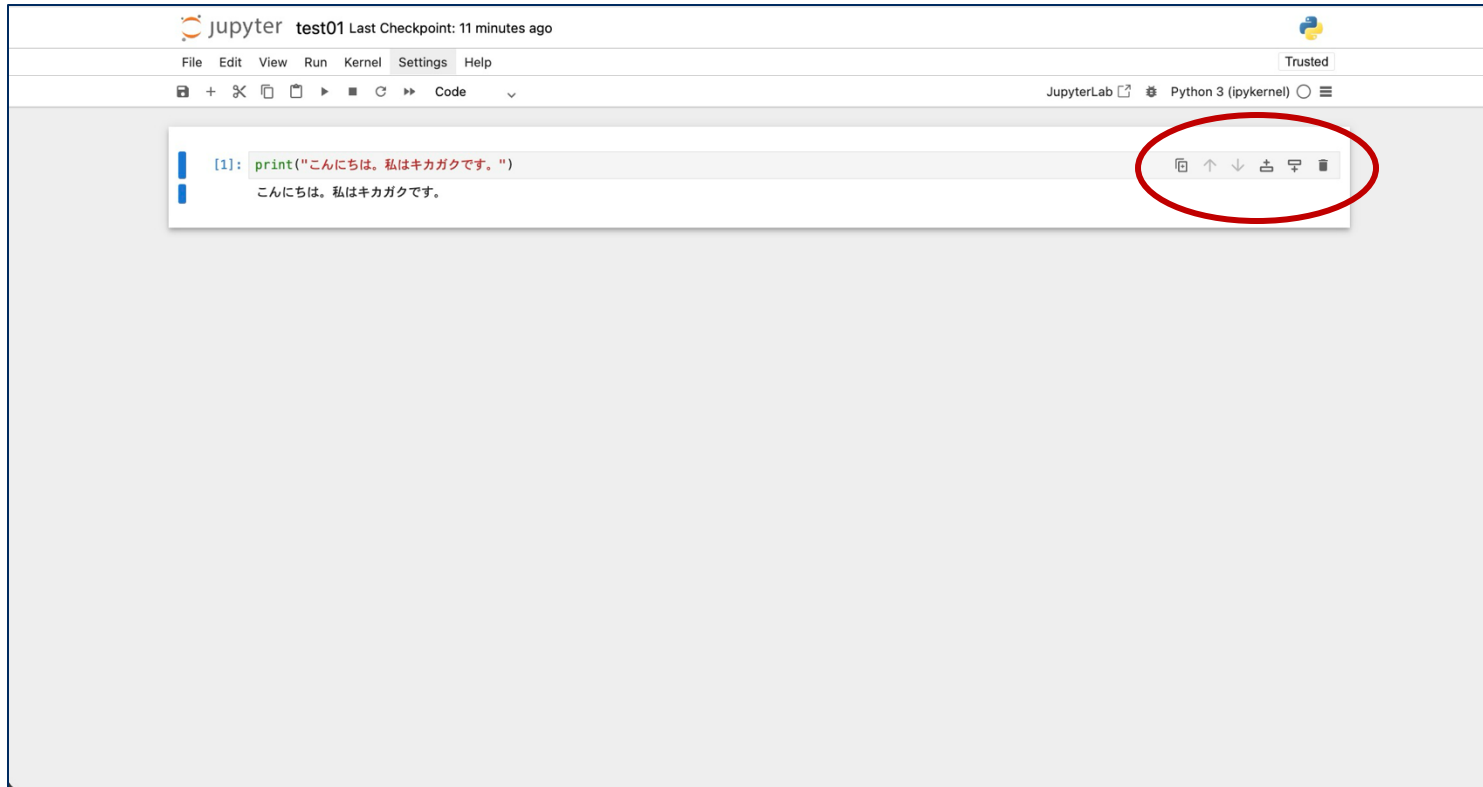 jupyter test01 Last Checkpoint: 11 minutes ago
File Edit View Run Kernel Settings Help Trusted
Code JupyterLab Python 3 (ipykernel)
[1]: print("こんにちは。私はキカガクです。")
こんにちは。私はキカガクです。